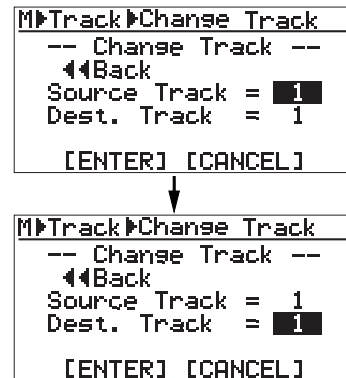 M▶Track▶Change Track
-- Change Track --
◀◀Back
Source Track = 1
Dest. Track = 1
[ENTER] [CANCEL]
M▶Track▶Change Track
-- Change Track --
◀◀Back
Source Track = 1
Dest. Track = 1
[ENTER] [CANCEL]